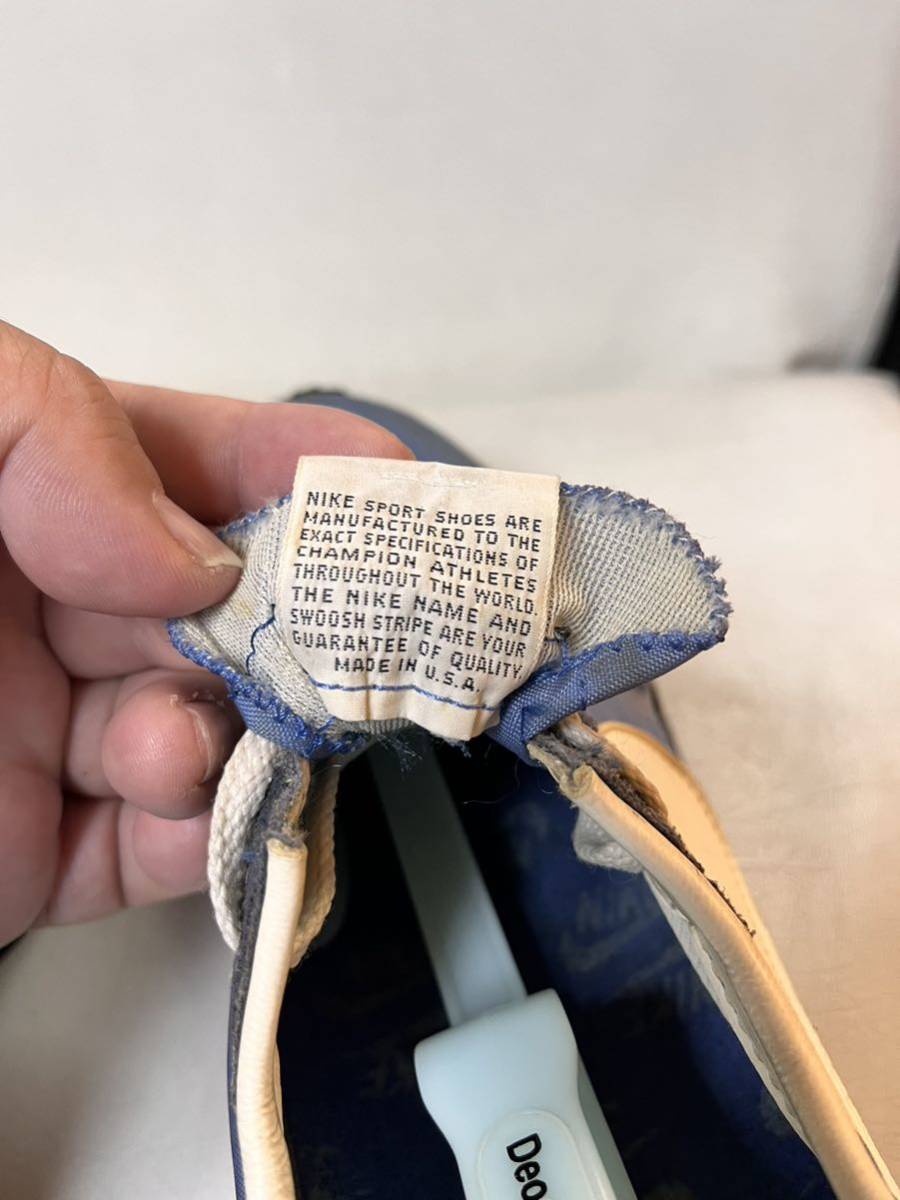 NIKE SPORT SHOES ARE
MANUFACTURED TO THE
EXACT SPECIFICATIONS OF
CHAMPION ATHLETES
THROUGHOUT THE WORLD.
THE NIKE NAME AND
SWOOSH STRIPE ARE YOUR
GUARANTEE OF QUALITY.
MADE IN U.S.A.
Deo